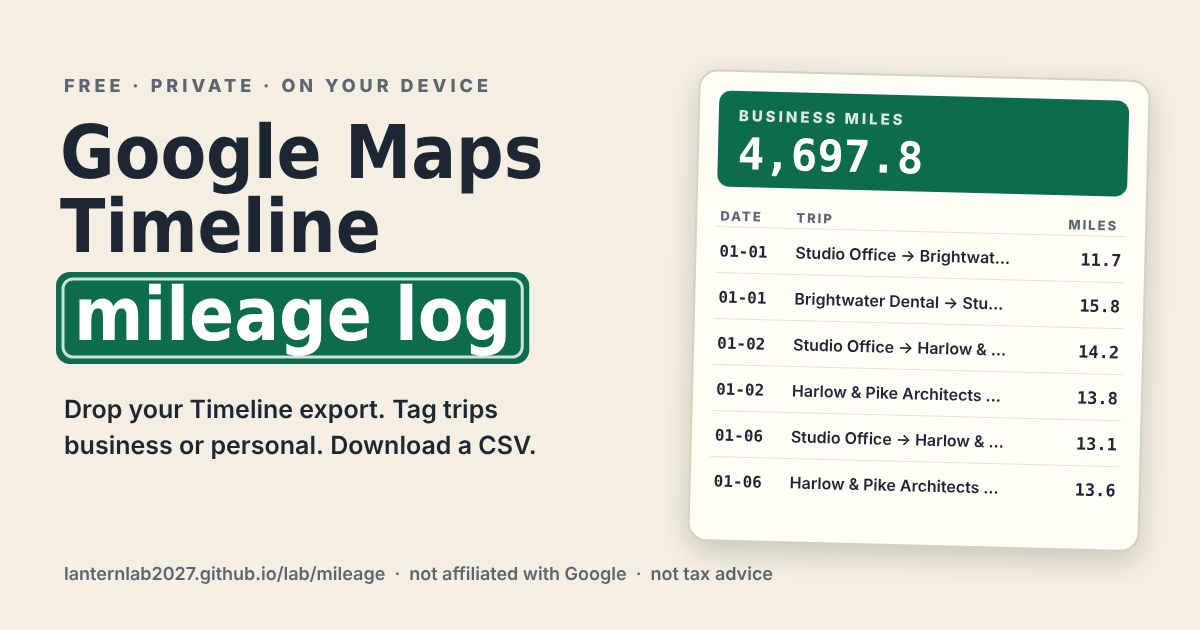 FREE · PRIVATE · ON YOUR DEVICE
Google Maps
Timeline
mileage log
Drop your Timeline export. Tag trips
business or personal. Download a CSV.
BUSINESS MILES
4,697.8
DATE TRIP MILES
01-01 Studio Office → Brightwat… 11.7
01-01 Brightwater Dental → Stu… 15.8
01-02 Studio Office → Harlow & … 14.2
01-02 Harlow & Pike Architects … 13.8
01-06 Studio Office → Harlow & … 13.1
01-06 Harlow & Pike Architects … 13.6
lanternlab2027.github.io/lab/mileage · not affiliated with Google · not tax advice